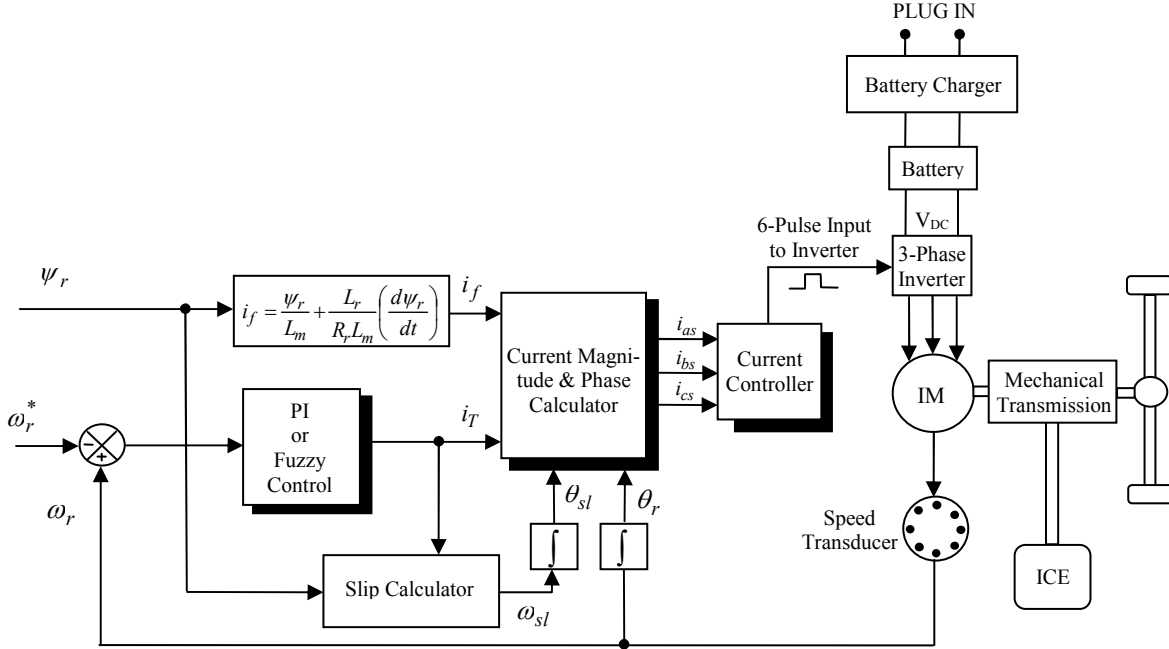 PLUG IN
Battery Charger
Battery
V_DC
6-Pulse Input
to Inverter
3-Phase
Inverter
ψ_r
i_f = ψ_r/L_m + L_r/(R_r L_m) (dψ_r/dt)
i_f
Current Magni-
tude & Phase
Calculator
i_as
i_bs
i_cs
Current
Controller
IM
Mechanical
Transmission
ω_r^*
-
+
PI
or
Fuzzy
Control
i_T
ω_r
θ_sl
θ_r
∫
∫
Speed
Transducer
Slip Calculator
ω_sl
ICE